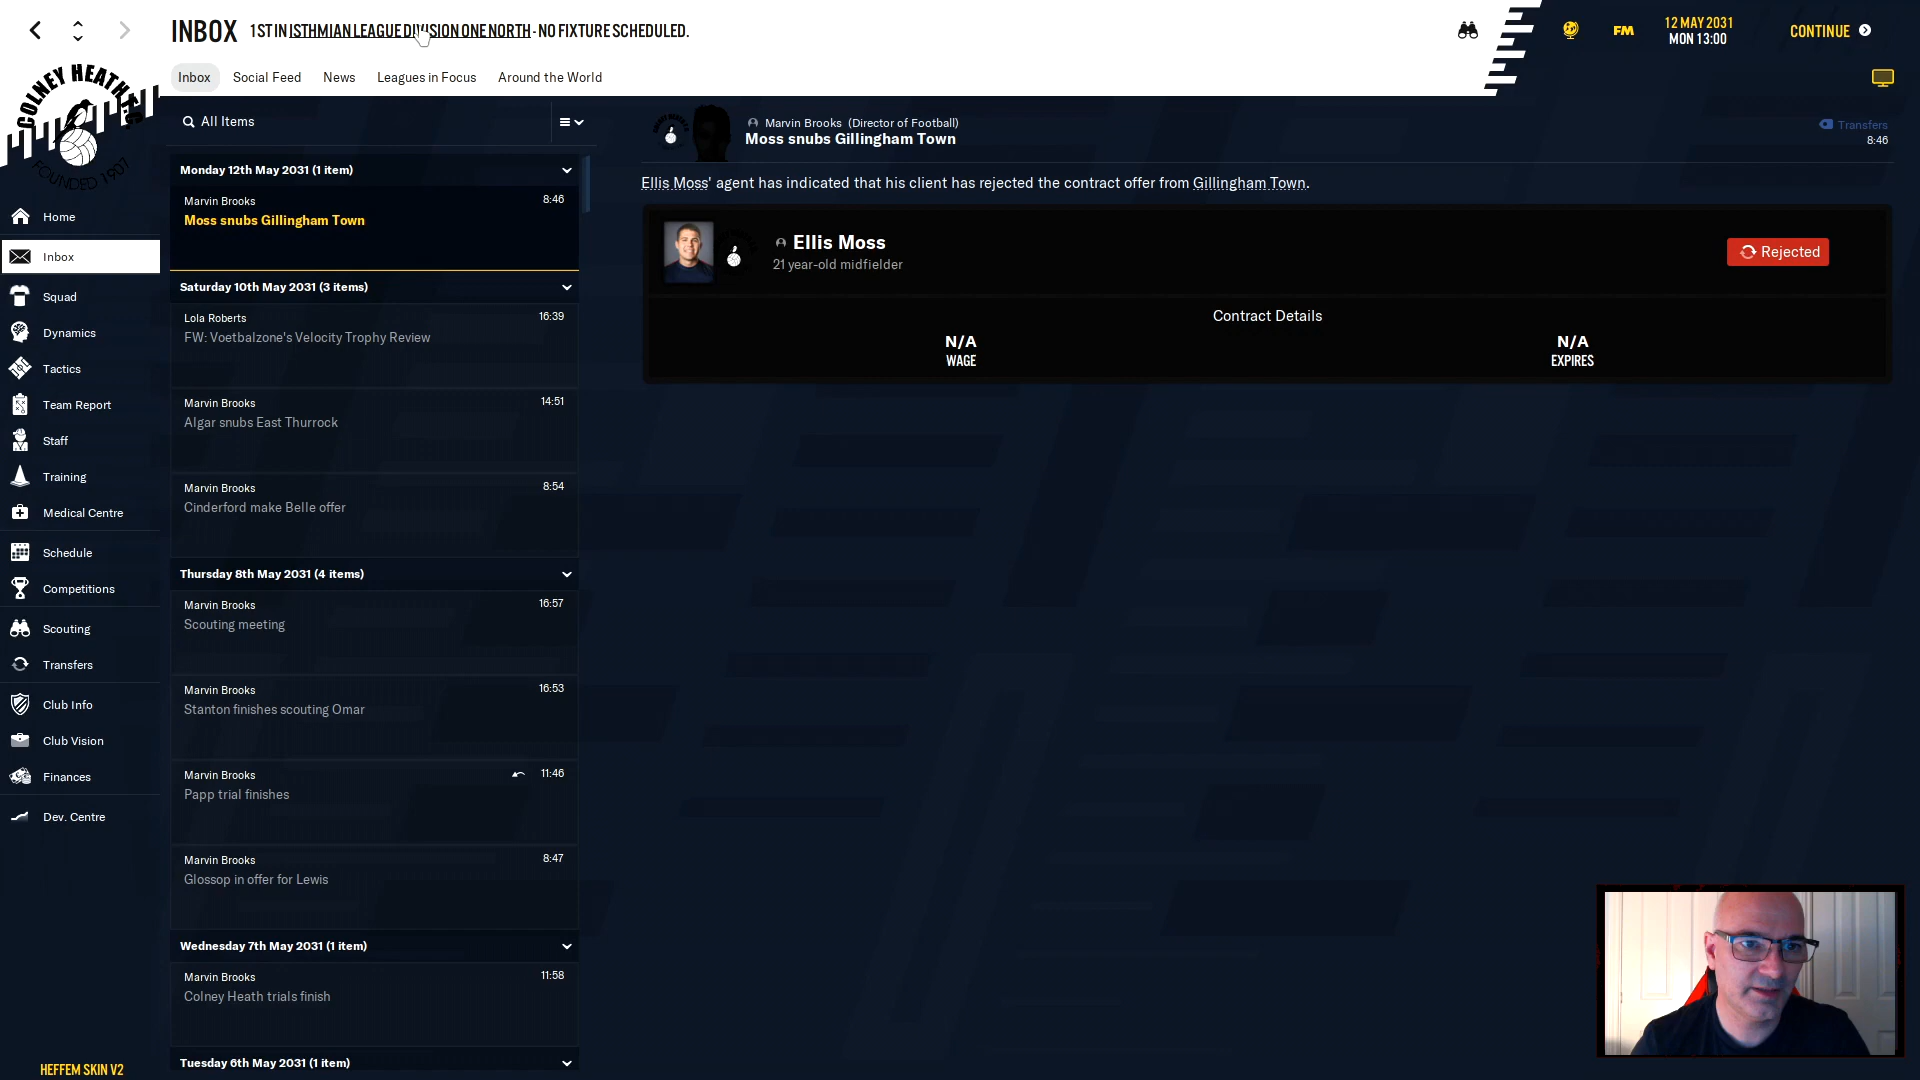 INBOX
1ST IN ISTHMIAN LEAGUE DIVISION ONE NORTH - NO FIXTURE SCHEDULED.
FM
12 MAY 2031
MON 13:00
CONTINUE
Inbox
Social Feed
News
Leagues in Focus
Around the World
COLNEY HEATH
FOUNDED 1907
Home
Inbox
Squad
Dynamics
Tactics
Team Report
Staff
Training
Medical Centre
Schedule
Competitions
Scouting
Transfers
Club Info
Club Vision
Finances
Dev. Centre
HEFFEM SKIN V2
All Items
Monday 12th May 2031 (1 item)
Marvin Brooks
8:46
Moss snubs Gillingham Town
Saturday 10th May 2031 (3 items)
Lola Roberts
16:39
FW: Voetbalzone's Velocity Trophy Review
Marvin Brooks
14:51
Algar snubs East Thurrock
Marvin Brooks
8:54
Cinderford make Belle offer
Thursday 8th May 2031 (4 items)
Marvin Brooks
16:57
Scouting meeting
Marvin Brooks
16:53
Stanton finishes scouting Omar
Marvin Brooks
11:46
Papp trial finishes
Marvin Brooks
8:47
Glossop in offer for Lewis
Wednesday 7th May 2031 (1 item)
Marvin Brooks
11:58
Colney Heath trials finish
Tuesday 6th May 2031 (1 item)
Marvin Brooks (Director of Football)
Moss snubs Gillingham Town
Transfers
8:46
Ellis Moss' agent has indicated that his client has rejected the contract offer from Gillingham Town.
Ellis Moss
21 year-old midfielder
Rejected
Contract Details
N/A
WAGE
N/A
EXPIRES